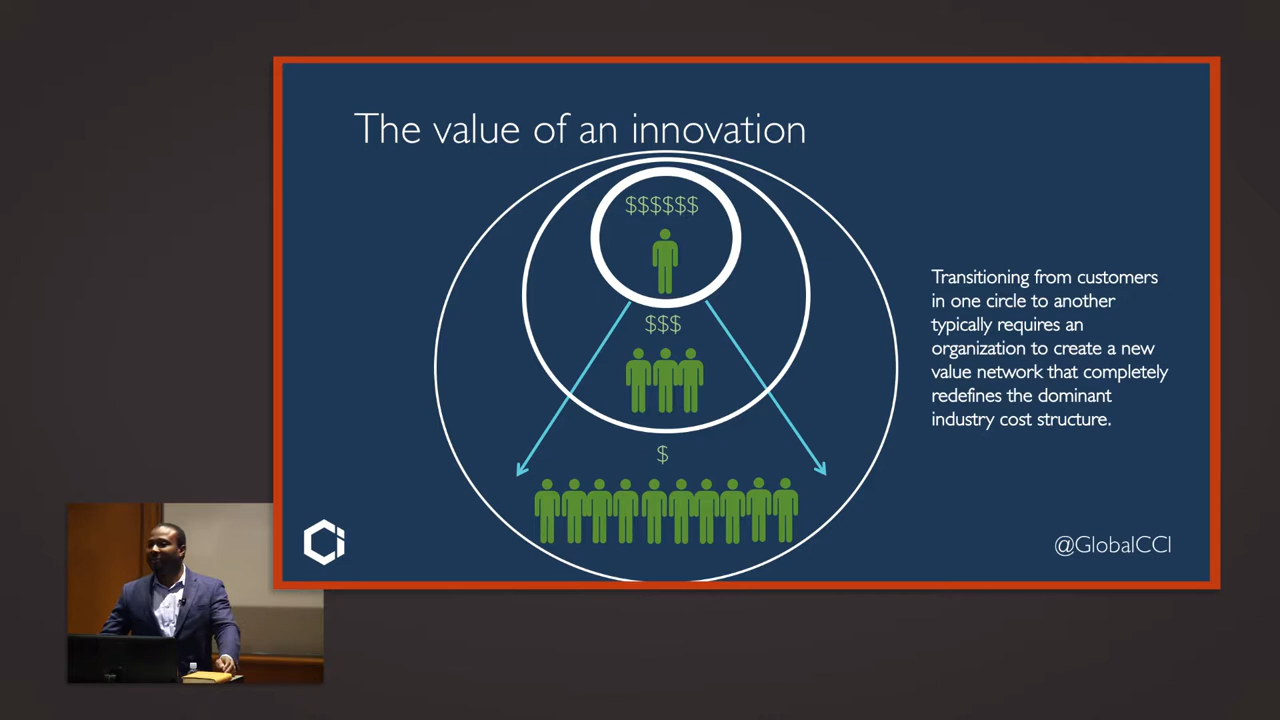 The value of an innovation
$$$$$$
$$$
$
Transitioning from customers
in one circle to another
typically requires an
organization to create a new
value network that completely
redefines the dominant
industry cost structure.
Ci
@GlobalCCI